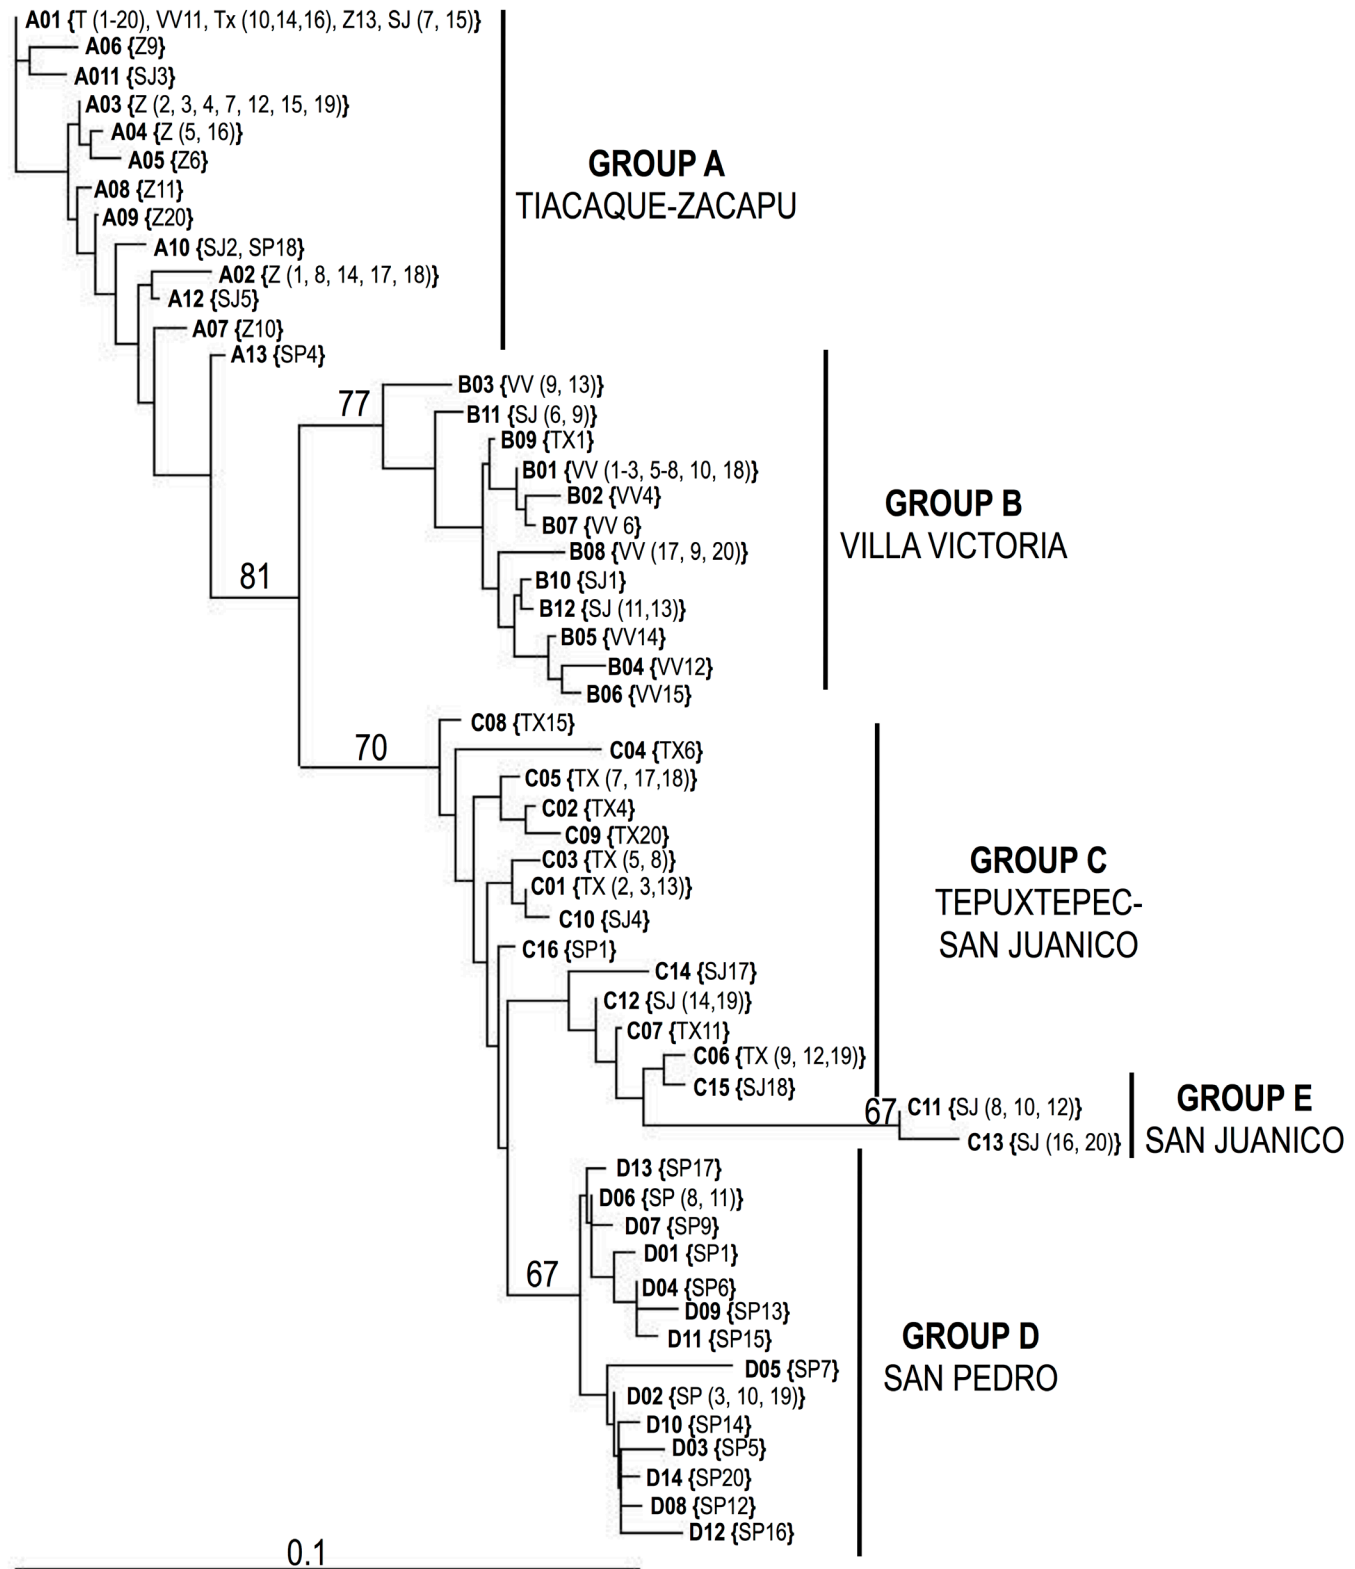 A01 {T (1-20), VV11, Tx (10,14,16), Z13, SJ (7, 15)}
A06 {Z9}
A011 {SJ3}
A03 {Z (2, 3, 4, 7, 12, 15, 19)}
A04 {Z (5, 16)}
A05 {Z6}
A08 {Z11}
A09 {Z20}
A10 {SJ2, SP18}
A02 {Z (1, 8, 14, 17, 18)}
A12 {SJ5}
A07 {Z10}
A13 {SP4}
GROUP A
TIACAQUE-ZACAPU
77
B03 {VV (9, 13)}
B11 {SJ (6, 9)}
B09 {TX1}
B01 {VV (1-3, 5-8, 10, 18)}
B02 {VV4}
B07 {VV 6}
B08 {VV (17, 9, 20)}
B10 {SJ1}
B12 {SJ (11,13)}
B05 {VV14}
B04 {VV12}
B06 {VV15}
GROUP B
VILLA VICTORIA
81
70
C08 {TX15}
C04 {TX6}
C05 {TX (7, 17,18)}
C02 {TX4}
C09 {TX20}
C03 {TX (5, 8)}
C01 {TX (2, 3,13)}
C10 {SJ4}
C16 {SP1}
C14 {SJ17}
C12 {SJ (14,19)}
C07 {TX11}
C06 {TX (9, 12,19)}
C15 {SJ18}
GROUP C
TEPUXTEPEC-
SAN JUANICO
67
C11 {SJ (8, 10, 12)}
C13 {SJ (16, 20)}
GROUP E
SAN JUANICO
D13 {SP17}
D06 {SP (8, 11)}
D07 {SP9}
D01 {SP1}
67
D04 {SP6}
D09 {SP13}
D11 {SP15}
D05 {SP7}
D02 {SP (3, 10, 19)}
D10 {SP14}
D03 {SP5}
D14 {SP20}
D08 {SP12}
D12 {SP16}
GROUP D
SAN PEDRO
0.1